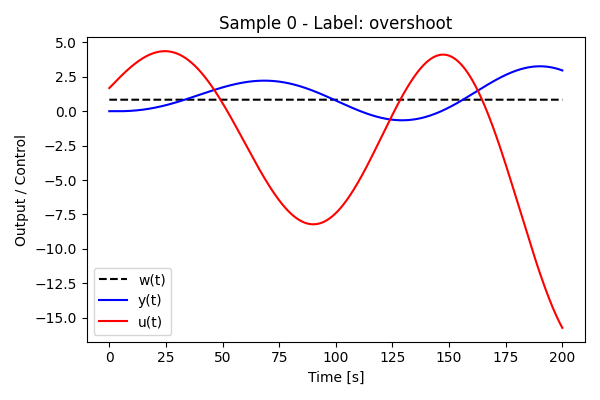 Sample 0 - Label: overshoot
5.0
2.5
0.0
−2.5
−5.0
−7.5
−10.0
−12.5
−15.0
Output / Control
w(t)
y(t)
u(t)
0 25 50 75 100 125 150 175 200
Time [s]